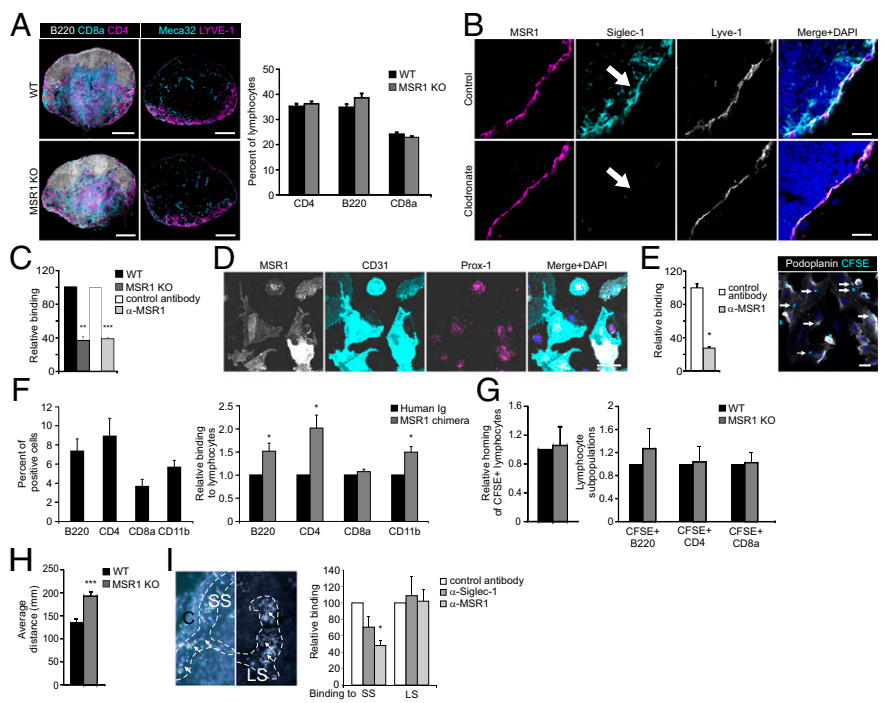 A
B220 CD8a CD4
Meca32 LYVE-1
WT
MSR1 KO
Percent of lymphocytes
50
40
30
20
10
0
CD4 B220 CD8a
WT
MSR1 KO
B
MSR1 Siglec-1 Lyve-1 Merge+DAPI
Control
Clodronate
C
WT
MSR1 KO
control antibody
α-MSR1
Relative binding
120
80
40
0
** ***
D
MSR1 CD31 Prox-1 Merge+DAPI
E
control antibody
α-MSR1
Relative binding
120
80
40
0
*
Podoplanin CFSE
F
Percent of
positive cells
12
10
8
6
4
2
0
B220 CD4 CD8a CD11b
Relative binding
to lymphocytes
2.5
2.0
1.5
1.0
0.5
0
Human Ig
MSR1 chimera
* * *
B220 CD4 CD8a CD11b
G
Relative homing
of CFSE+ lymphocytes
1.6
1.2
0.8
0.4
0
Lymphocyte
subpopulations
2.0
1.6
1.2
0.8
0.4
0
WT
MSR1 KO
CFSE+ CFSE+ CFSE+
B220 CD4 CD8a
H
WT
MSR1 KO
Average
distance (mm)
250
200
150
100
50
0
***
I
SS
C
LS
control antibody
α-Siglec-1
α-MSR1
Relative binding
140
120
100
80
60
40
20
0
*
Binding to SS LS